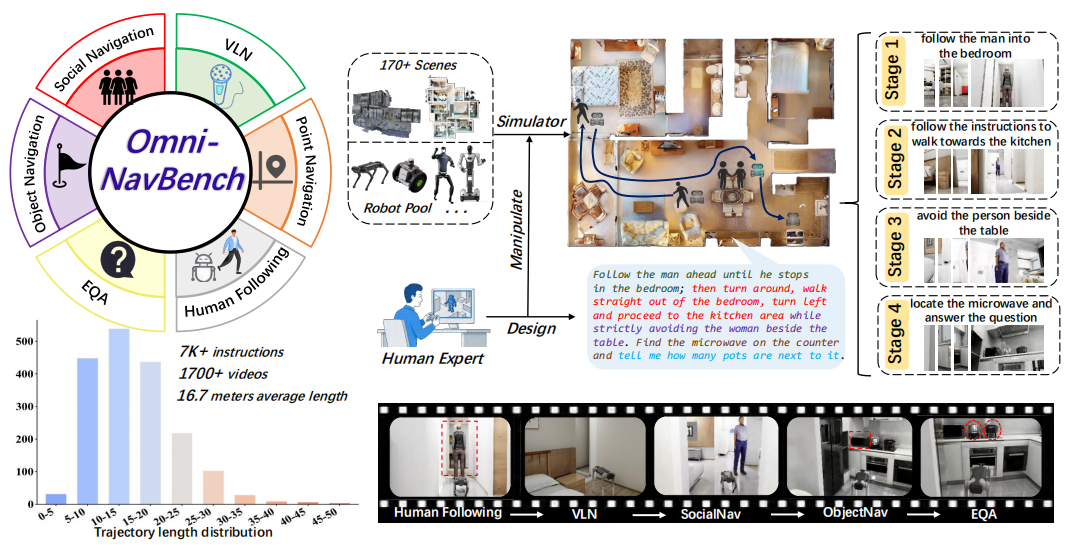 Social Navigation
VLN
Object Navigation
Point Navigation
EQA
Human Following
Omni-
NavBench
170+ Scenes
Robot Pool . . .
Simulator
Manipulate
Design
Human Expert
Follow the man ahead until he stops
in the bedroom; then turn around, walk
straight out of the bedroom, turn left
and proceed to the kitchen area while
strictly avoiding the woman beside the
table. Find the microwave on the counter
and tell me how many pots are next to it.
Stage 1
follow the man into
the bedroom
Stage 2
follow the instructions to
walk towards the kitchen
Stage 3
avoid the person beside
the table
Stage 4
locate the microwave and
answer the question
7K+ instructions
1700+ videos
16.7 meters average length
500
400
300
200
100
0
0-5
5-10
10-15
15-20
20-25
25-30
30-35
35-40
40-45
45-50
Trajectory length distribution
Human Following
VLN
SocialNav
ObjectNav
EQA